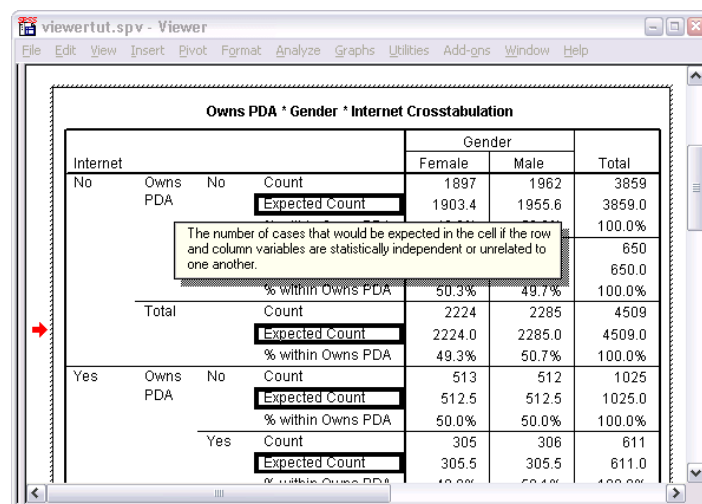 viewertut.spv - Viewer
File Edit View Insert Pivot Format Analyze Graphs Utilities Add-ons Window Help
Owns PDA * Gender * Internet Crosstabulation
Gender
Internet Female Male Total
No Owns PDA No Count 1897 1962 3859
Expected Count 1903.4 1955.6 3859.0
100.0%
The number of cases that would be expected in the cell if the row
and column variables are statistically independent or unrelated to
one another.
650
650.0
% within Owns PDA 50.3% 49.7% 100.0%
Total Count 2224 2285 4509
Expected Count 2224.0 2285.0 4509.0
% within Owns PDA 49.3% 50.7% 100.0%
Yes Owns PDA No Count 513 512 1025
Expected Count 512.5 512.5 1025.0
% within Owns PDA 50.0% 50.0% 100.0%
Yes Count 305 306 611
Expected Count 305.5 305.5 611.0